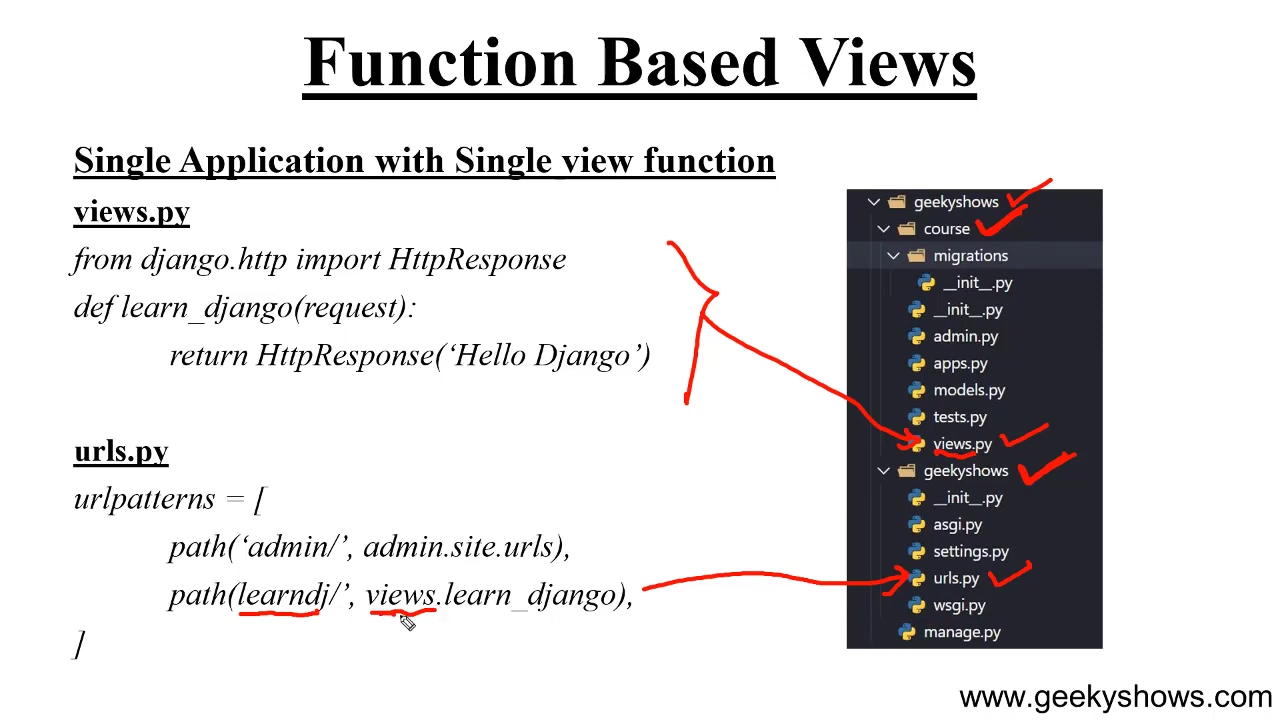 Function Based Views
Single Application with Single view function
views.py
from django.http import HttpResponse
def learn_django(request):
return HttpResponse(‘Hello Django’)
urls.py
urlpatterns = [
path(‘admin/’, admin.site.urls),
path(learndj/’, views.learn_django),
]
geekyshows
course
migrations
__init__.py
__init__.py
admin.py
apps.py
models.py
tests.py
views.py
geekyshows
__init__.py
asgi.py
settings.py
urls.py
wsgi.py
manage.py
www.geekyshows.com